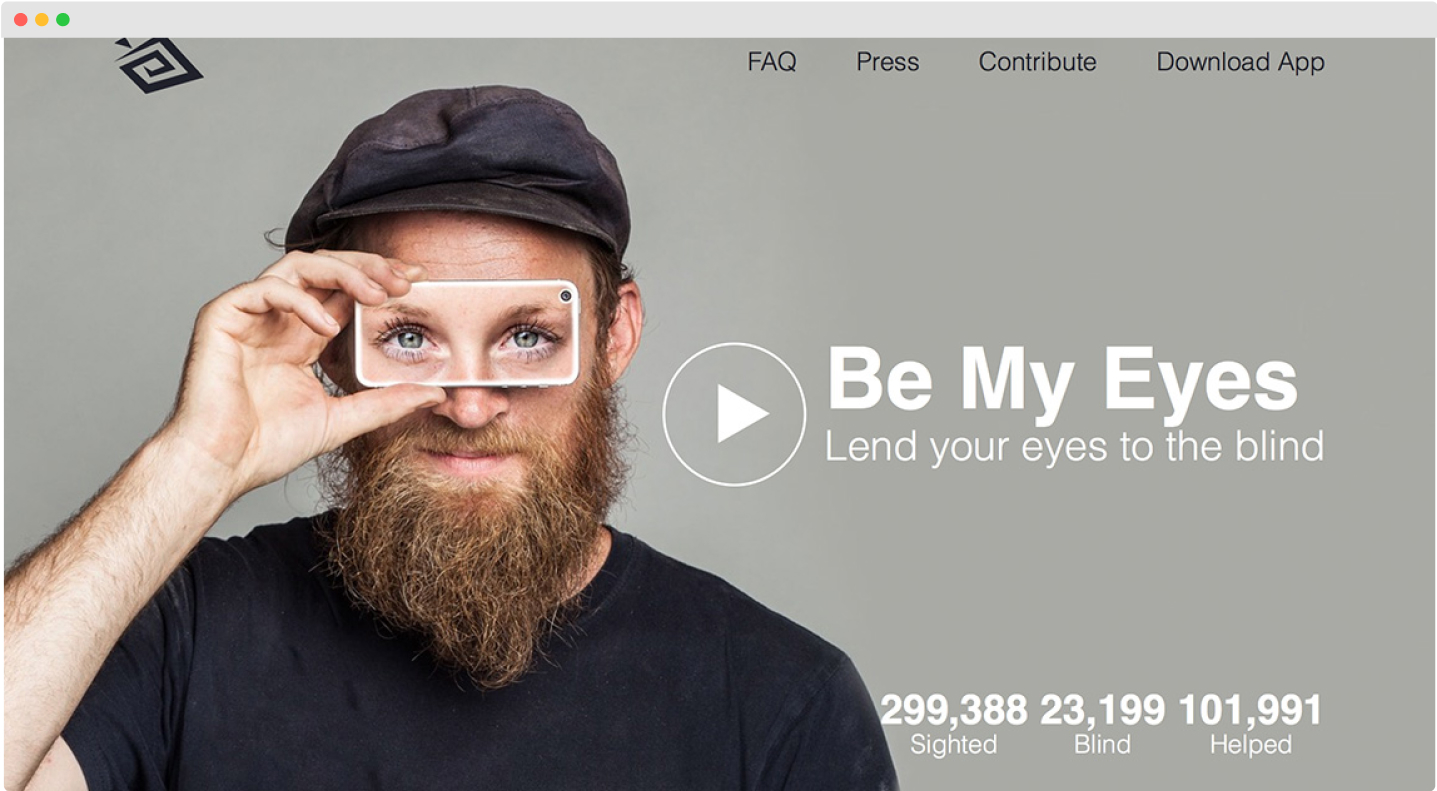 FAQ Press Contribute Download App
Be My Eyes
Lend your eyes to the blind
299,388 23,199 101,991
Sighted Blind Helped